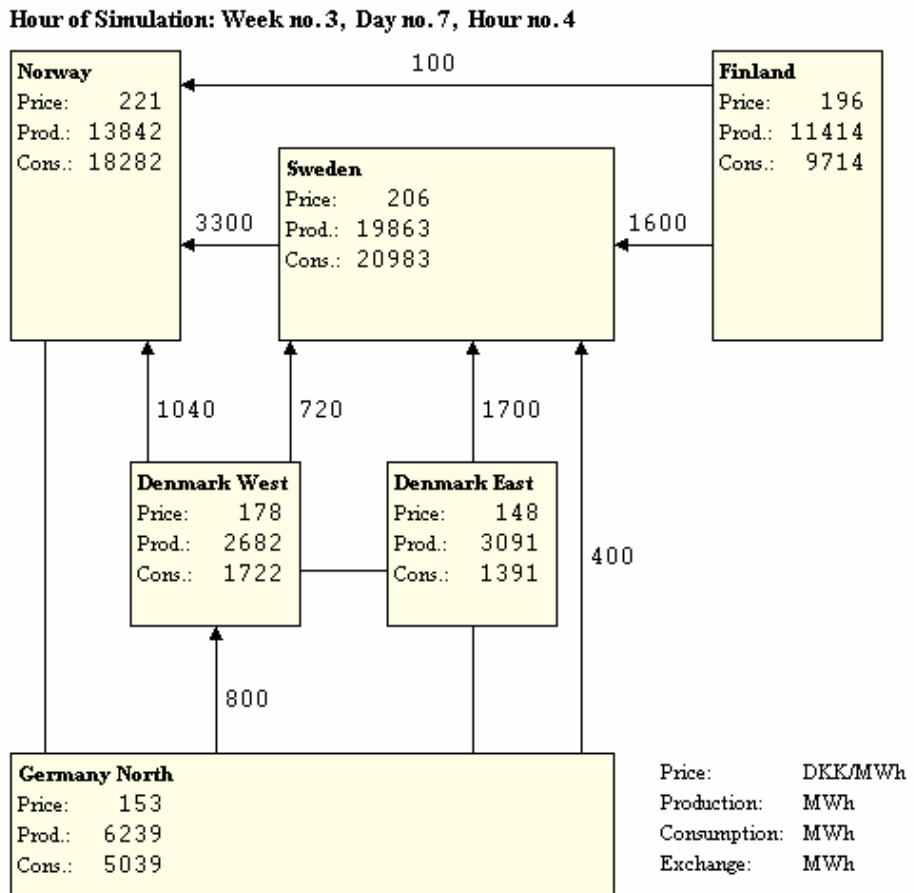 Hour of Simulation: Week no. 3, Day no. 7, Hour no. 4
100
Norway
Price: 221
Prod.: 13842
Cons.: 18282
Finland
Price: 196
Prod.: 11414
Cons.: 9714
Sweden
Price: 206
Prod.: 19863
Cons.: 20983
3300
1600
1040
720
1700
Denmark West
Price: 178
Prod.: 2682
Cons.: 1722
Denmark East
Price: 148
Prod.: 3091
Cons.: 1391
400
800
Germany North
Price: 153
Prod.: 6239
Cons.: 5039
Price: DKK/MWh
Production: MWh
Consumption: MWh
Exchange: MWh